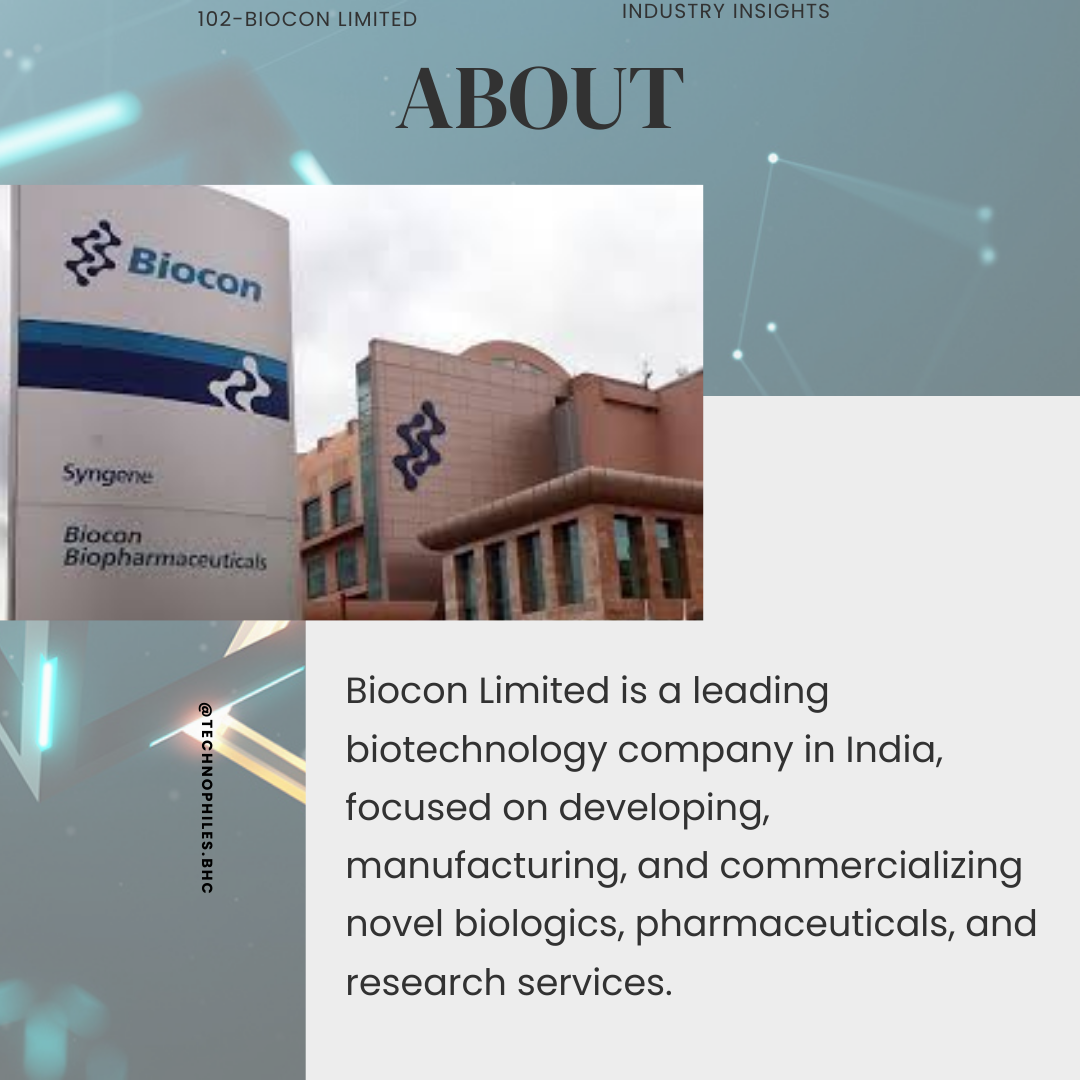 102-BIOCON LIMITED
INDUSTRY INSIGHTS
ABOUT
Biocon
Syngene
Biocon
Biopharmaceuticals
@TECHNOPHILES.BHC
Biocon Limited is a leading
biotechnology company in India,
focused on developing,
manufacturing, and commercializing
novel biologics, pharmaceuticals, and
research services.